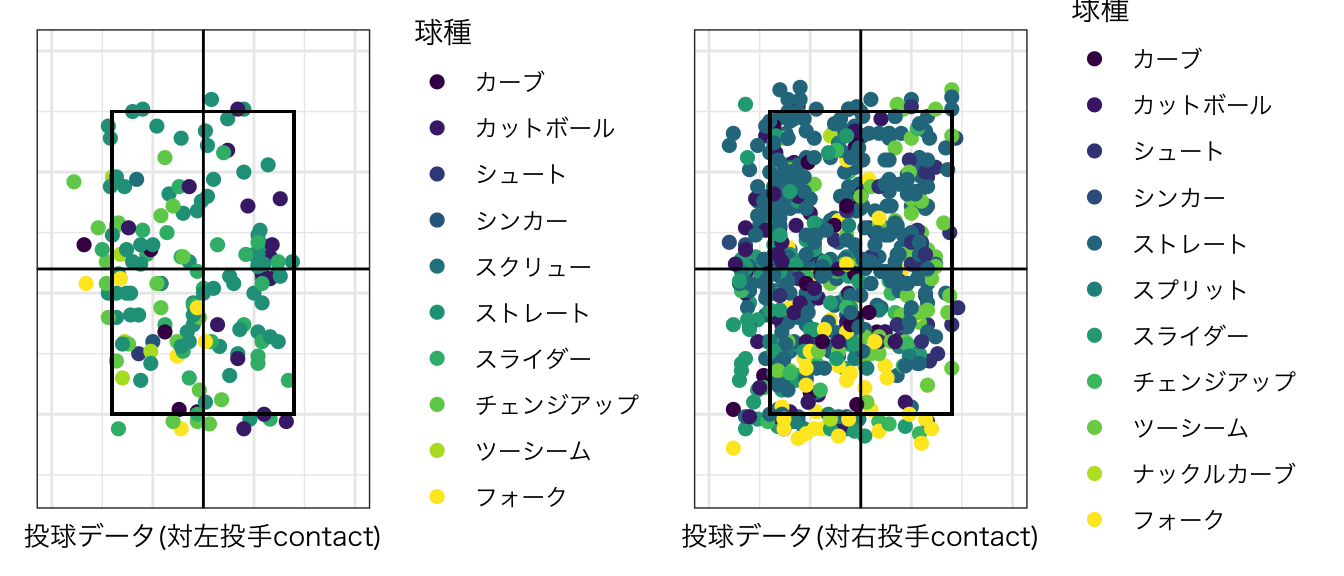 球種
カーブ
カットボール
シュート
シンカー
スクリュー
ストレート
スライダー
チェンジアップ
ツーシーム
フォーク
投球データ(対左投手contact)
球種
カーブ
カットボール
シュート
シンカー
ストレート
スプリット
スライダー
チェンジアップ
ツーシーム
ナックルカーブ
フォーク
投球データ(対右投手contact)